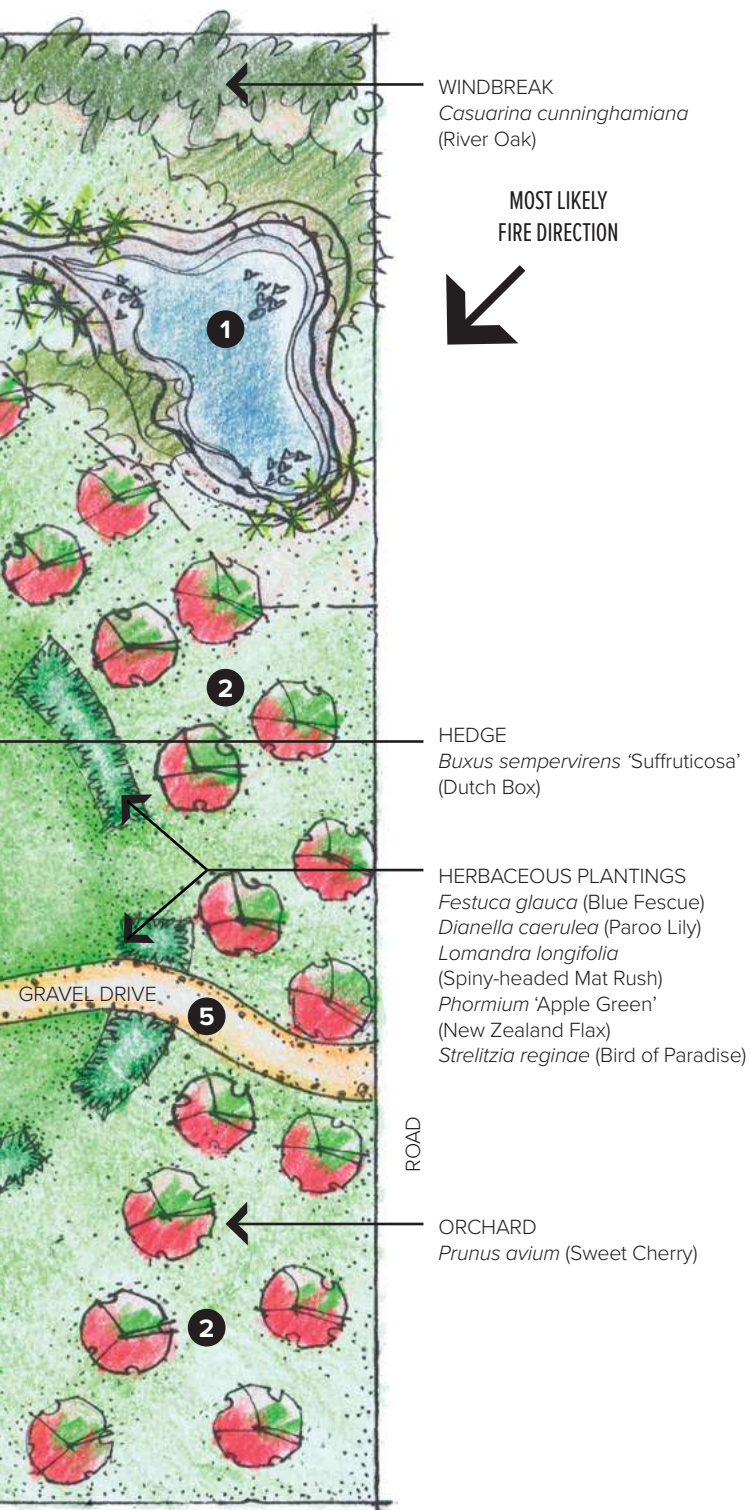 WINDBREAK
Casuarina cunninghamiana
(River Oak)
MOST LIKELY
FIRE DIRECTION
1
2
HEDGE
Buxus sempervirens ‘Suffruticosa’
(Dutch Box)
HERBACEOUS PLANTINGS
Festuca glauca (Blue Fescue)
Dianella caerulea (Paroo Lily)
Lomandra longifolia
(Spiny-headed Mat Rush)
Phormium ‘Apple Green’
(New Zealand Flax)
Strelitzia reginae (Bird of Paradise)
GRAVEL DRIVE
5
ROAD
ORCHARD
Prunus avium (Sweet Cherry)
2